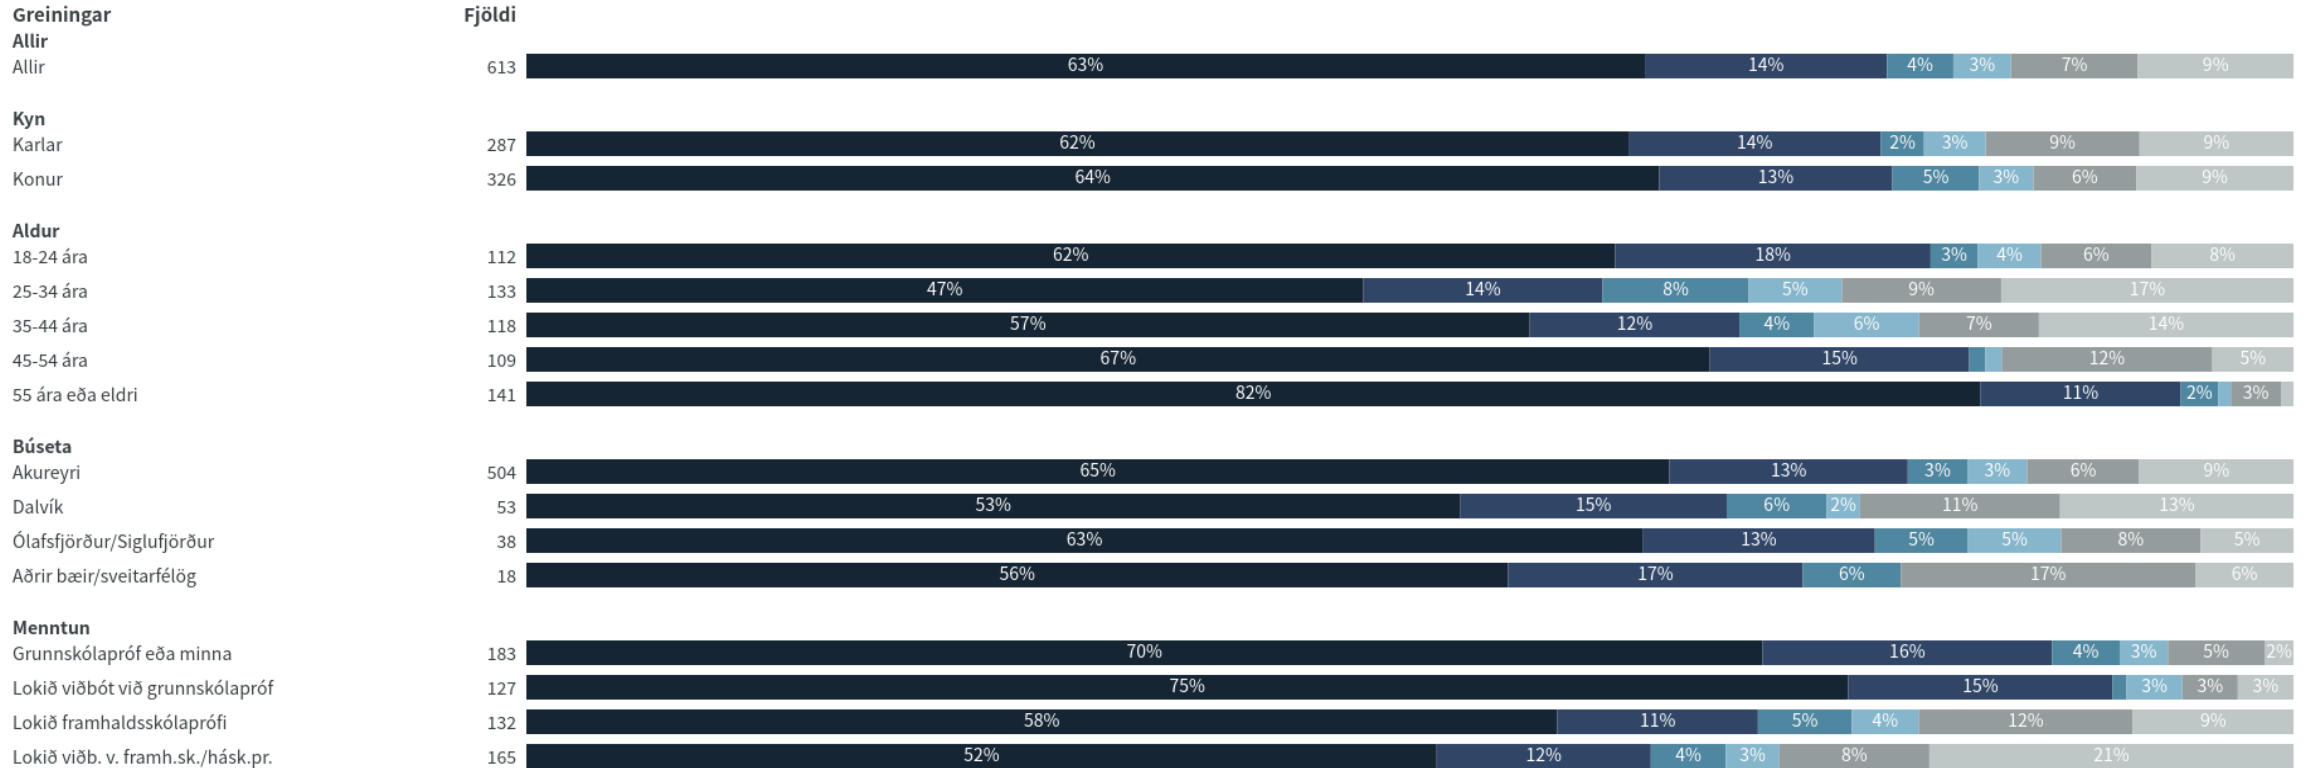 Greiningar Fjöldi
Allir
Allir 613 63% 14% 4% 3% 7% 9%
Kyn
Karlar 287 62% 14% 2% 3% 9% 9%
Konur 326 64% 13% 5% 3% 6% 9%
Aldur
18-24 ára 112 62% 18% 3% 4% 6% 8%
25-34 ára 133 47% 14% 8% 5% 9% 17%
35-44 ára 118 57% 12% 4% 6% 7% 14%
45-54 ára 109 67% 15% 12% 5%
55 ára eða eldri 141 82% 11% 2% 3%
Búseta
Akureyri 504 65% 13% 3% 3% 6% 9%
Dalvík 53 53% 15% 6% 2% 11% 13%
Ólafsfjörður/Siglufjörður 38 63% 13% 5% 5% 8% 5%
Aðrir bæir/sveitarfélög 18 56% 17% 6% 17% 6%
Menntun
Grunnskólapróf eða minna 183 70% 16% 4% 3% 5% 2%
Lokið viðbót við grunnskólapróf 127 75% 15% 3% 3% 3%
Lokið framhaldsskólaprófi 132 58% 11% 5% 4% 12% 9%
Lokið viðb. v. framh.sk./hásk.pr. 165 52% 12% 4% 3% 8% 21%